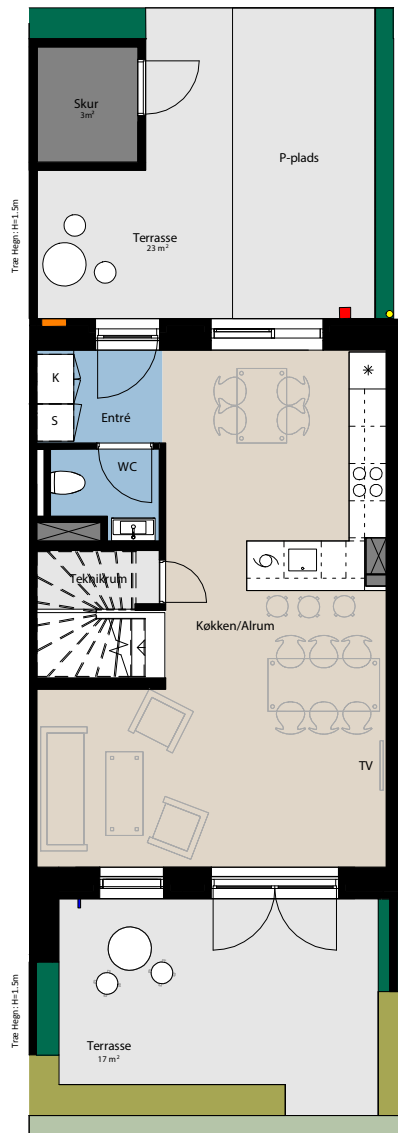 Skur
3m²
P-plads
Træ Hegn: H=1.5m
Terrasse
23 m²
K
Entré
S
WC
Teknikrum
Køkken/Alrum
TV
Træ Hegn: H=1.5m
Terrasse
17 m²